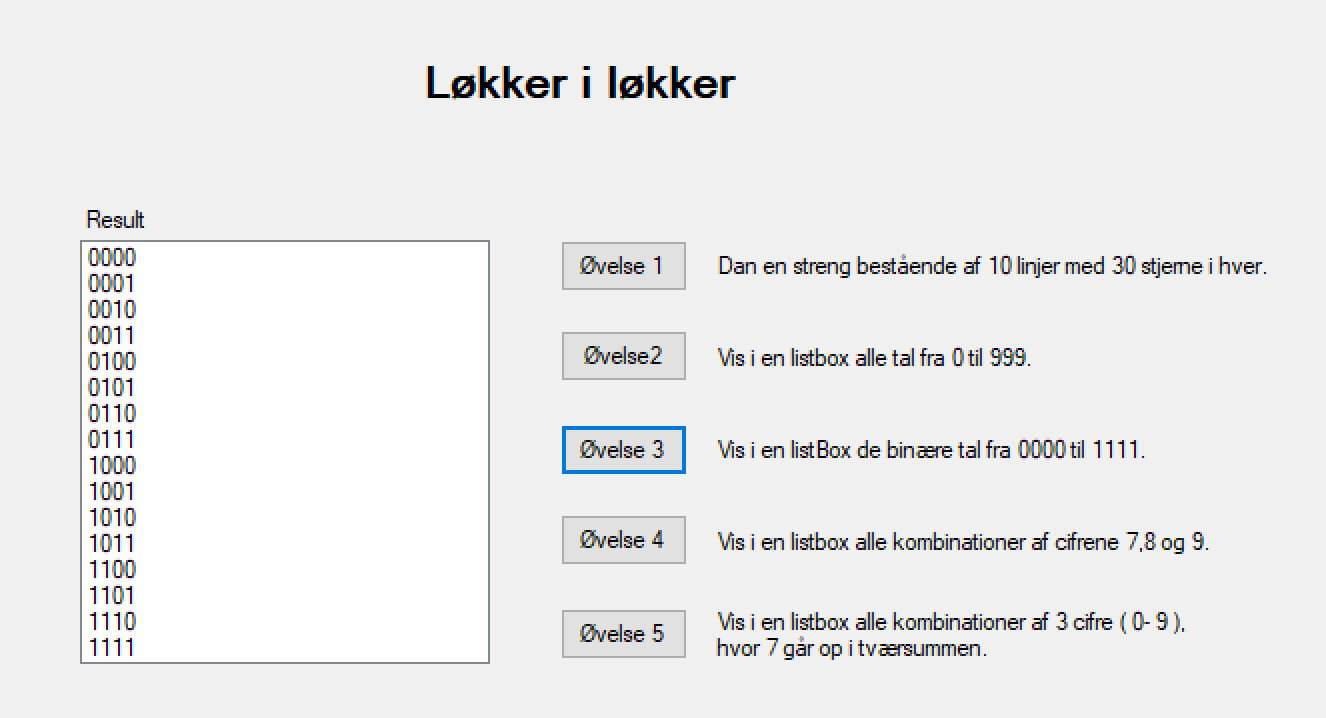 Løkker i løkker
Result
0000
0001
0010
0011
0100
0101
0110
0111
1000
1001
1010
1011
1100
1101
1110
1111
Øvelse 1
Dan en streng bestående af 10 linjer med 30 stjerne i hver.
Øvelse2
Vis i en listbox alle tal fra 0 til 999.
Øvelse 3
Vis i en listBox de binære tal fra 0000 til 1111.
Øvelse 4
Vis i en listbox alle kombinationer af cifrene 7,8 og 9.
Øvelse 5
Vis i en listbox alle kombinationer af 3 cifre ( 0- 9 ),
hvor 7 går op i tværsummen.